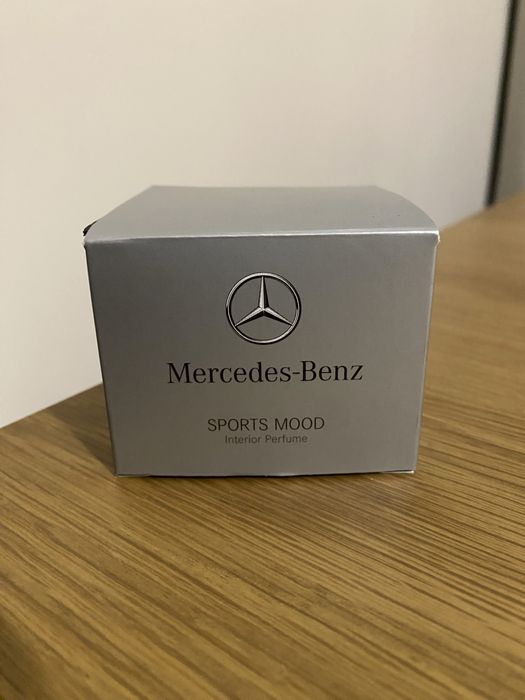 Mercedes-Benz
SPORTS MOOD
Interior Perfume